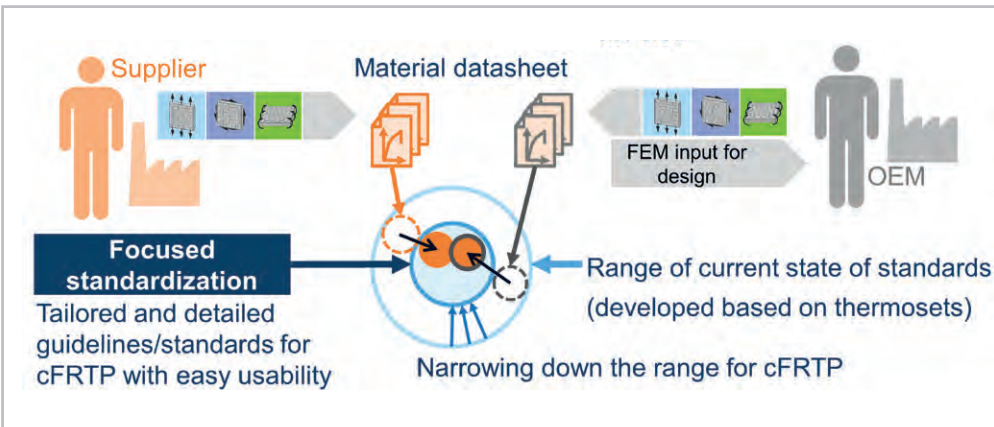 Supplier
Material datasheet
FEM input for
design
OEM
Focused
standardization
Tailored and detailed
guidelines/standards for
cFRTP with easy usability
Range of current state of standards
(developed based on thermosets)
Narrowing down the range for cFRTP